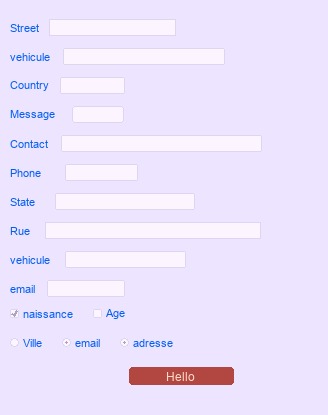 Street
vehicule
Country
Message
Contact
Phone
State
Rue
vehicule
email
naissance Age
Ville email adresse
Hello